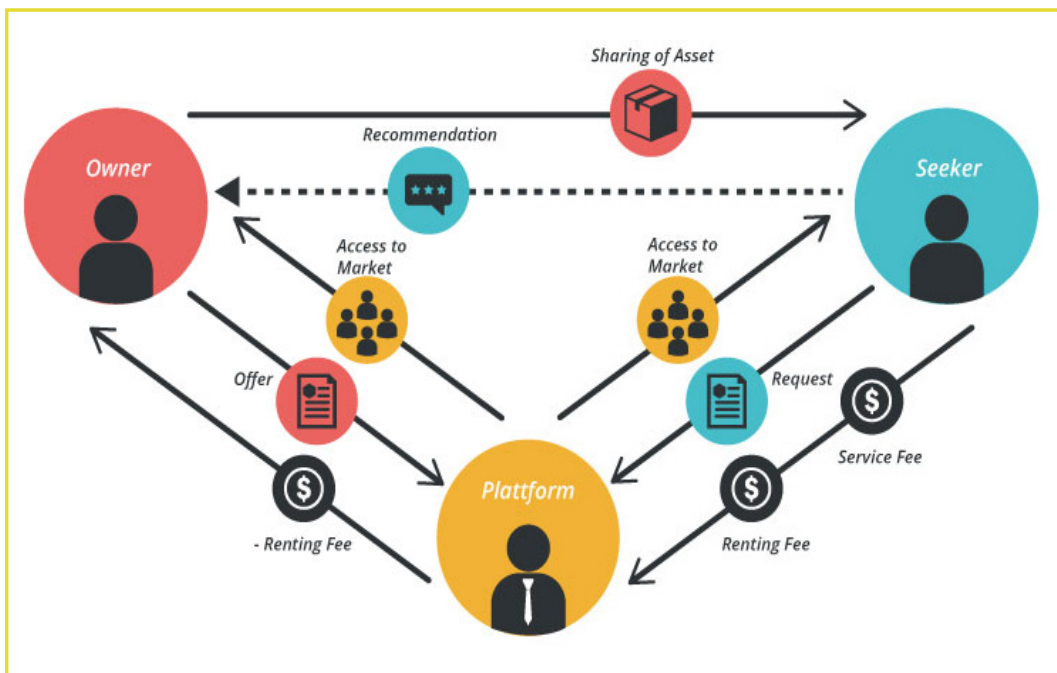 Sharing of Asset
Recommendation
Owner
Seeker
Access to
Market
Access to
Market
Offer
Request
$
Service Fee
Plattform
$
$
- Renting Fee
Renting Fee